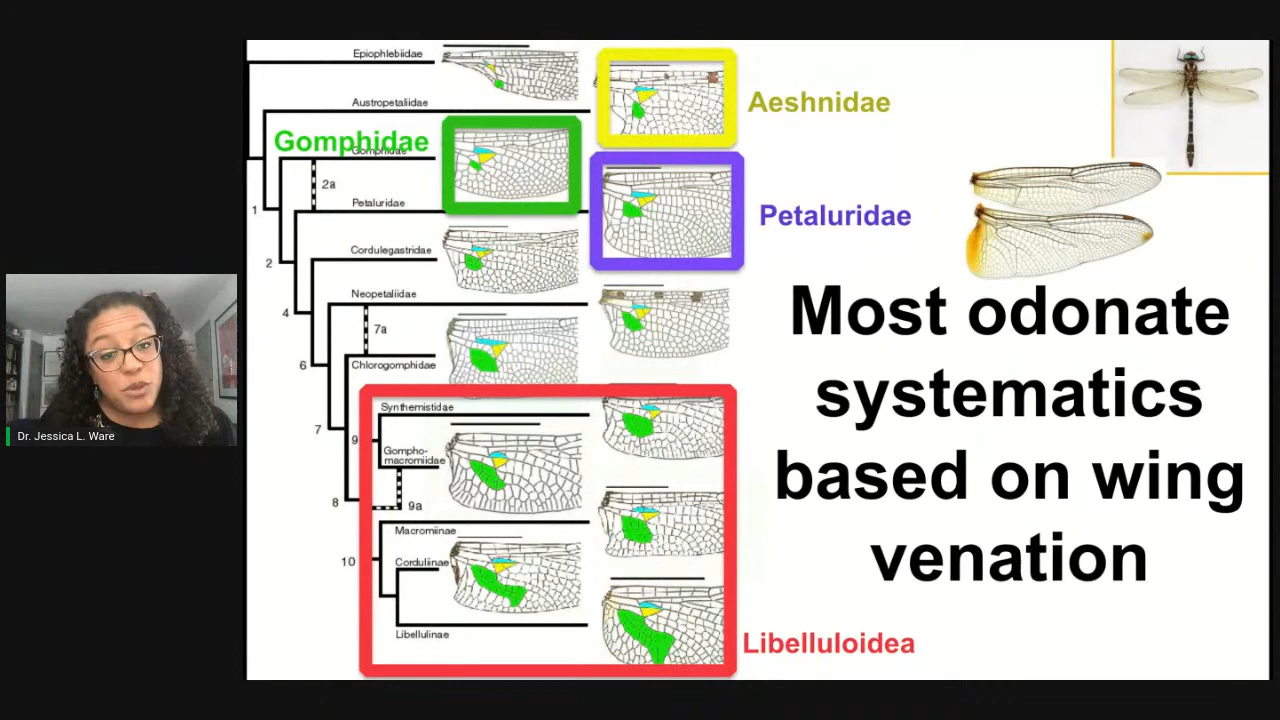 Epiophlebiidae
Austropetaliidae
Aeshnidae
Gomphidae
Gomphidae
2a
1
Petaluridae
Petaluridae
Cordulegastridae
2
Neopetaliidae
4
7a
6
Chlorogomphidae
Most odonate
systematics
based on wing
venation
Synthemistidae
7
9
Gompho-
macromiidae
8
9a
Macromiinae
10
Corduliinae
Libellulinae
Libelluloidea
Dr. Jessica L. Ware